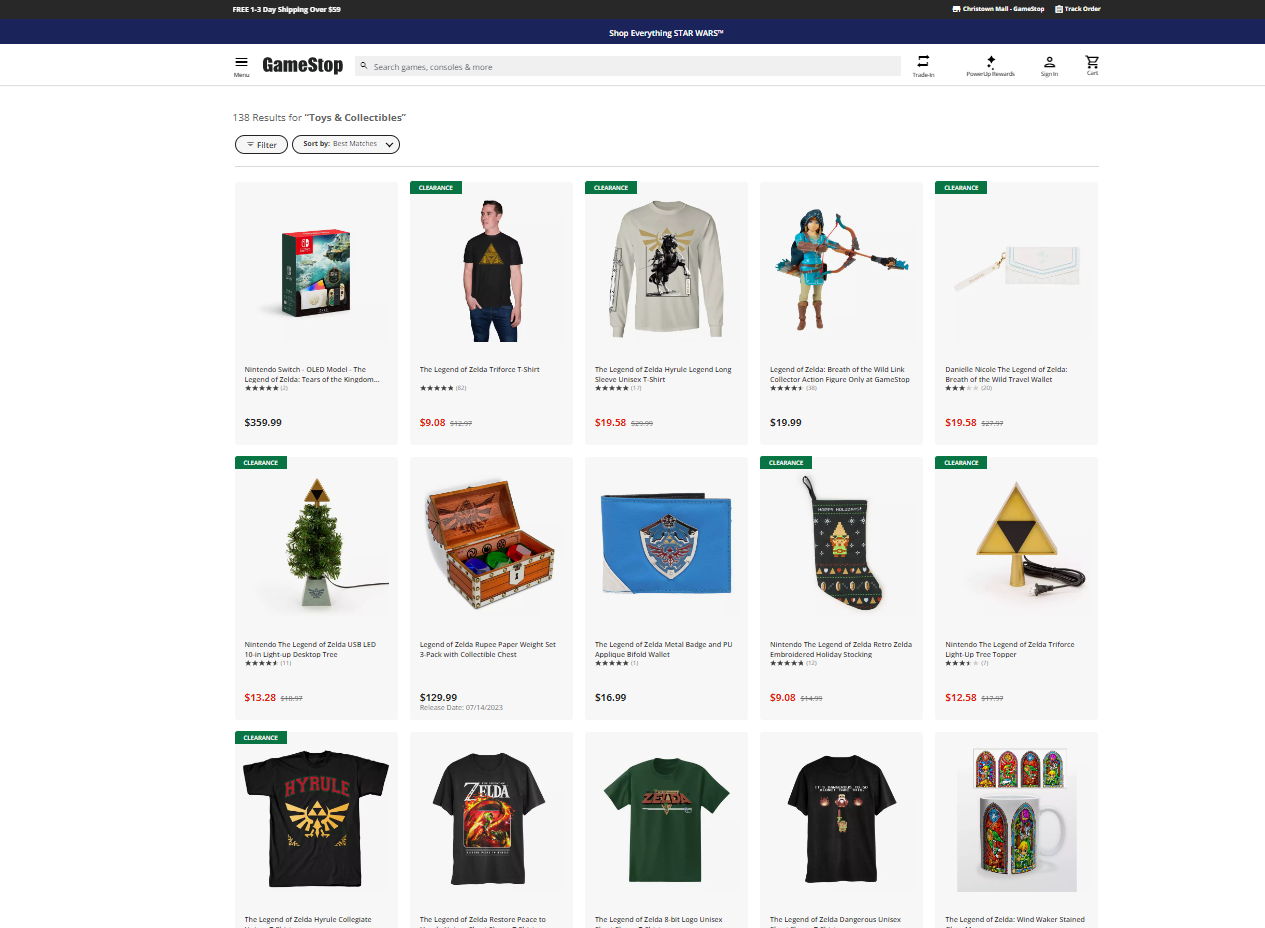 FREE 1-3 Day Shipping Over $59
Christown Mall - GameStop
Track Order
Shop Everything STAR WARS™
Menu
GameStop
Search games, consoles & more
Trade-In
PowerUp Rewards
Sign In
Cart
138 Results for “Toys & Collectibles”
Filter
Sort by: Best Matches
CLEARANCE
CLEARANCE
CLEARANCE
Nintendo Switch - OLED Model - The
Legend of Zelda: Tears of the Kingdom...
(2)
$359.99
The Legend of Zelda Triforce T-Shirt
(82)
$9.08 $12.97
The Legend of Zelda Hyrule Legend Long
Sleeve Unisex T-Shirt
(17)
$19.58 $29.99
Legend of Zelda: Breath of the Wild Link
Collector Action Figure Only at GameStop
(38)
$19.99
Danielle Nicole The Legend of Zelda:
Breath of the Wild Travel Wallet
(20)
$19.58 $27.97
CLEARANCE
CLEARANCE
CLEARANCE
HAPPY HOLIDAYS!
Nintendo The Legend of Zelda USB LED
10-in Light-up Desktop Tree
(11)
$13.28 $18.97
Legend of Zelda Rupee Paper Weight Set
3-Pack with Collectible Chest
$129.99
Release Date: 07/14/2023
The Legend of Zelda Metal Badge and PU
Applique Bifold Wallet
(1)
$16.99
Nintendo The Legend of Zelda Retro Zelda
Embroidered Holiday Stocking
(12)
$9.08 $14.99
Nintendo The Legend of Zelda Triforce
Light-Up Tree Topper
(7)
$12.58 $17.97
CLEARANCE
HYRULE
ZELDA
ZELDA
IT'S DANGEROUS TO GO
ALONE! TAKE THIS.
The Legend of Zelda Hyrule Collegiate
The Legend of Zelda Restore Peace to
The Legend of Zelda 8-bit Logo Unisex
The Legend of Zelda Dangerous Unisex
The Legend of Zelda: Wind Waker Stained